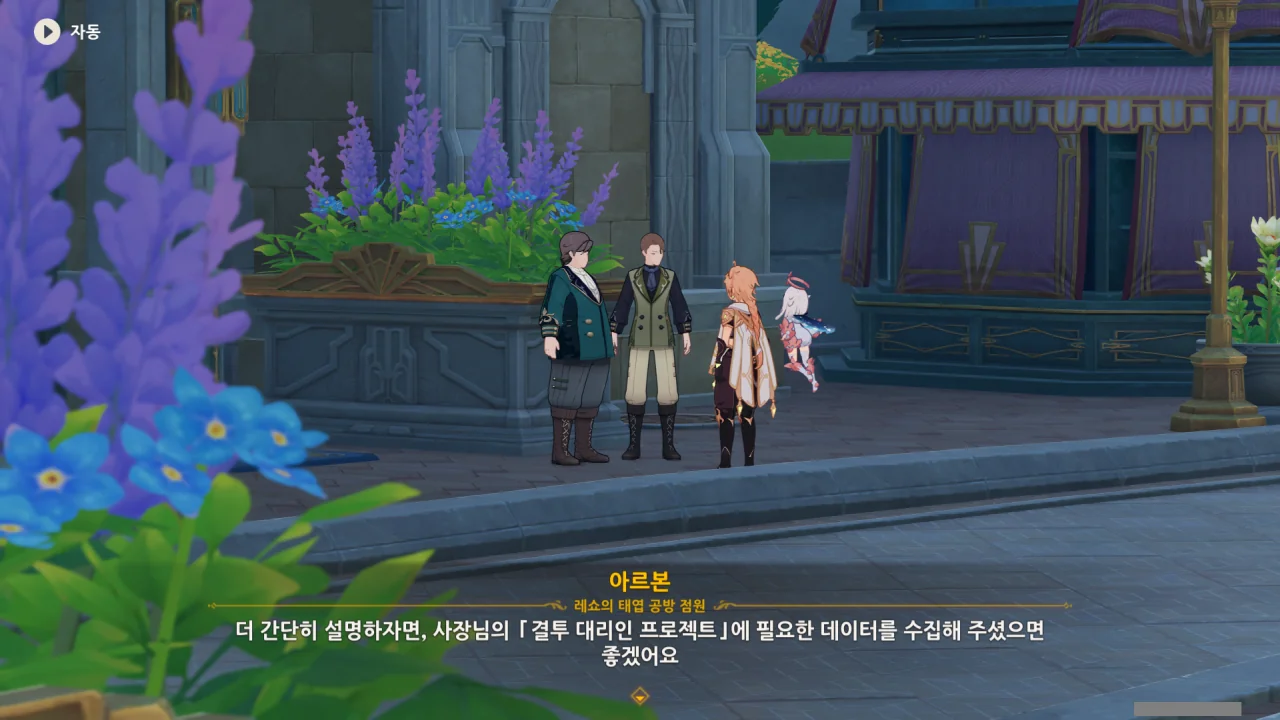 자동
아르본
레쇼의 태엽 공방 점원
더 간단히 설명하자면, 사장님의 「결투 대리인 프로젝트」에 필요한 데이터를 수집해 주셨으면
좋겠어요